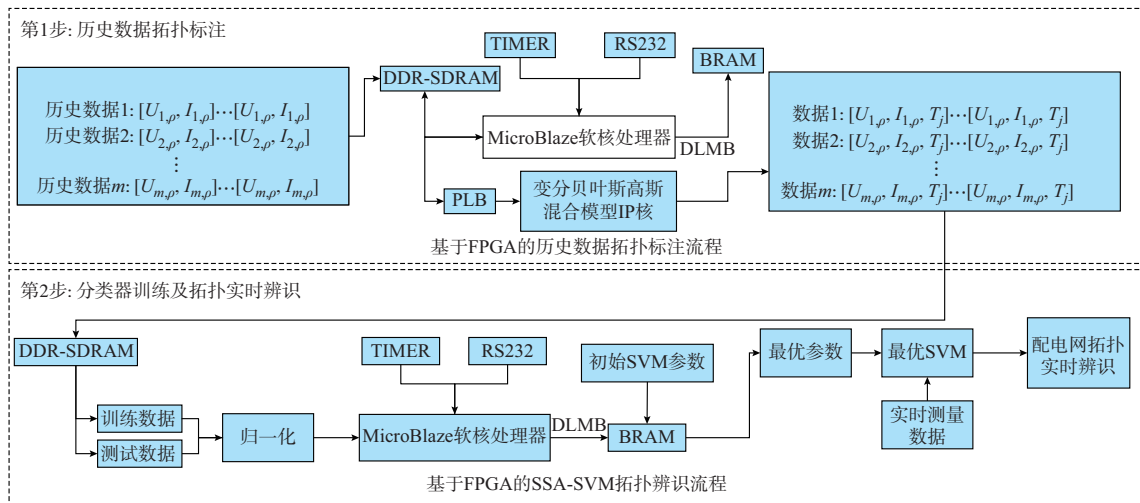 第1步: 历史数据拓扑标注
TIMER
RS232
BRAM
DDR-SDRAM
历史数据1: [U1,ρ, I1,ρ]⋯[U1,ρ, I1,ρ]
历史数据2: [U2,ρ, I2,ρ]⋯[U2,ρ, I2,ρ]
⋮
历史数据m: [Um,ρ, Im,ρ]⋯[Um,ρ, Im,ρ]
MicroBlaze软核处理器
DLMB
PLB
变分贝叶斯高斯
混合模型IP核
数据1: [U1,ρ, I1,ρ, Tj]⋯[U1,ρ, I1,ρ, Tj]
数据2: [U2,ρ, I2,ρ, Tj]⋯[U2,ρ, I2,ρ, Tj]
⋮
数据m: [Um,ρ, Im,ρ, Tj]⋯[Um,ρ, Im,ρ, Tj]
基于FPGA的历史数据拓扑标注流程
第2步: 分类器训练及拓扑实时辨识
DDR-SDRAM
训练数据
测试数据
归一化
TIMER
RS232
MicroBlaze软核处理器
DLMB
初始SVM参数
BRAM
最优参数
最优SVM
实时测量
数据
配电网拓扑
实时辨识
基于FPGA的SSA-SVM拓扑辨识流程